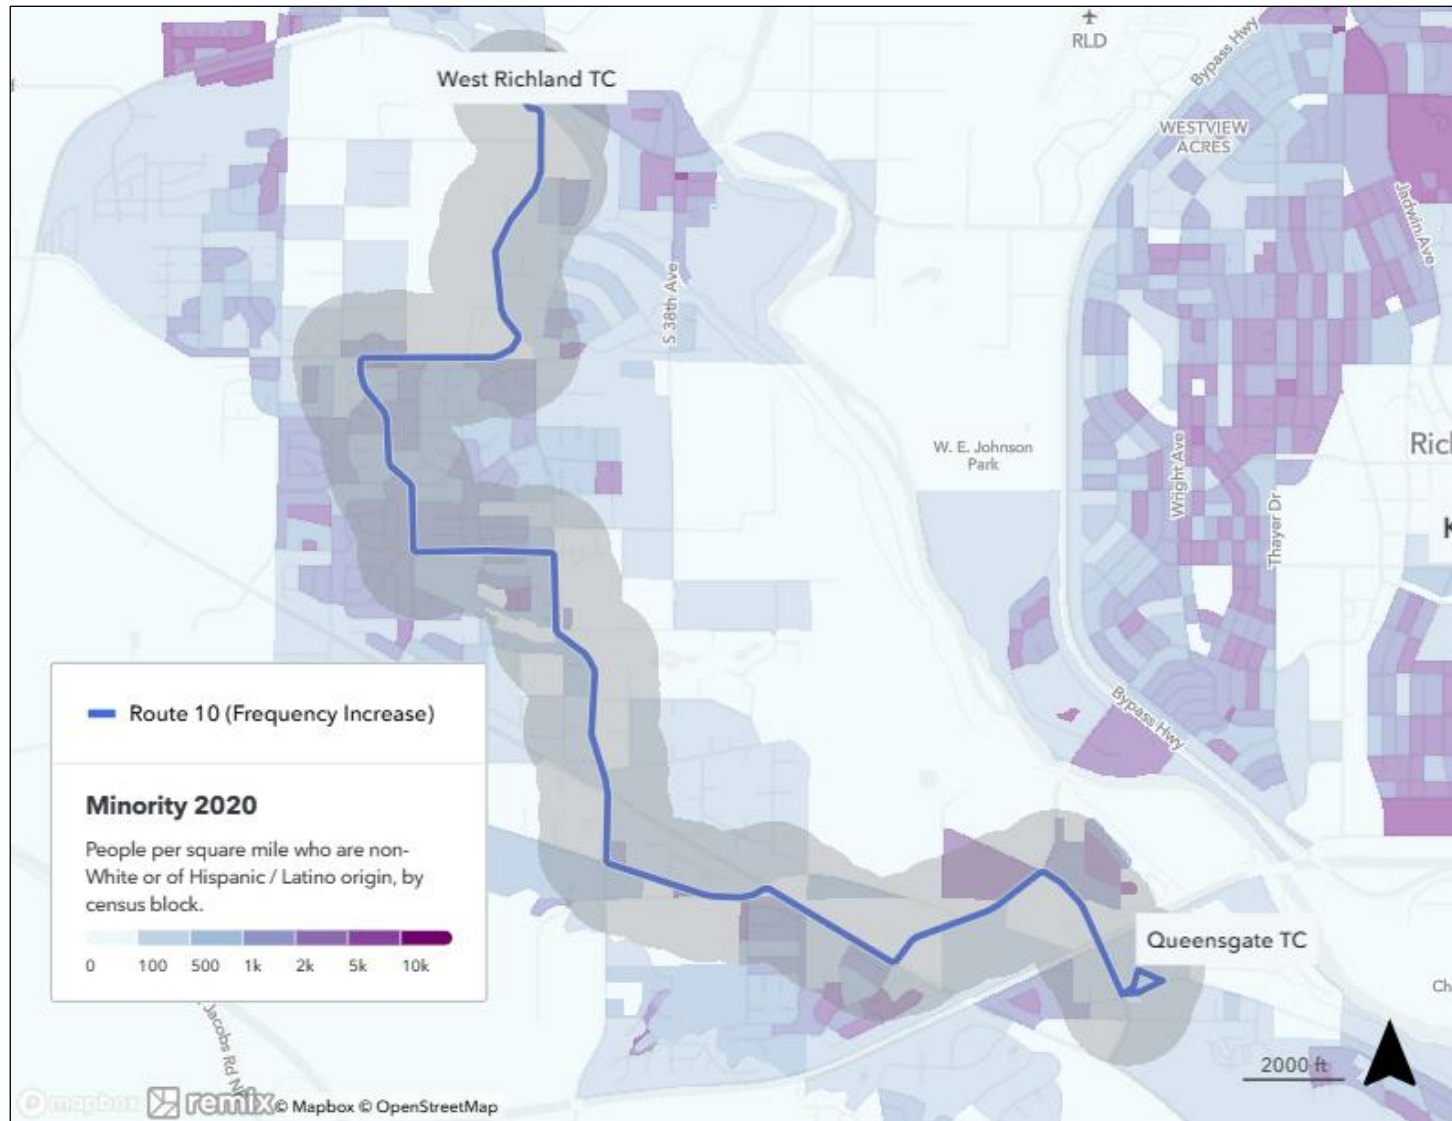 RLD
Bypass Hwy
West Richland TC
WESTVIEW
ACRES
Jadwin Ave
S 38th Ave
W. E. Johnson
Park
Wright Ave
Thayer Dr
Bypass Hwy
Route 10 (Frequency Increase)
Minority 2020
People per square mile who are non-
White or of Hispanic / Latino origin, by
census block.
0 100 500 1k 2k 5k 10k
Queensgate TC
Jacobs Rd
2000 ft
mapbox remix © Mapbox © OpenStreetMap